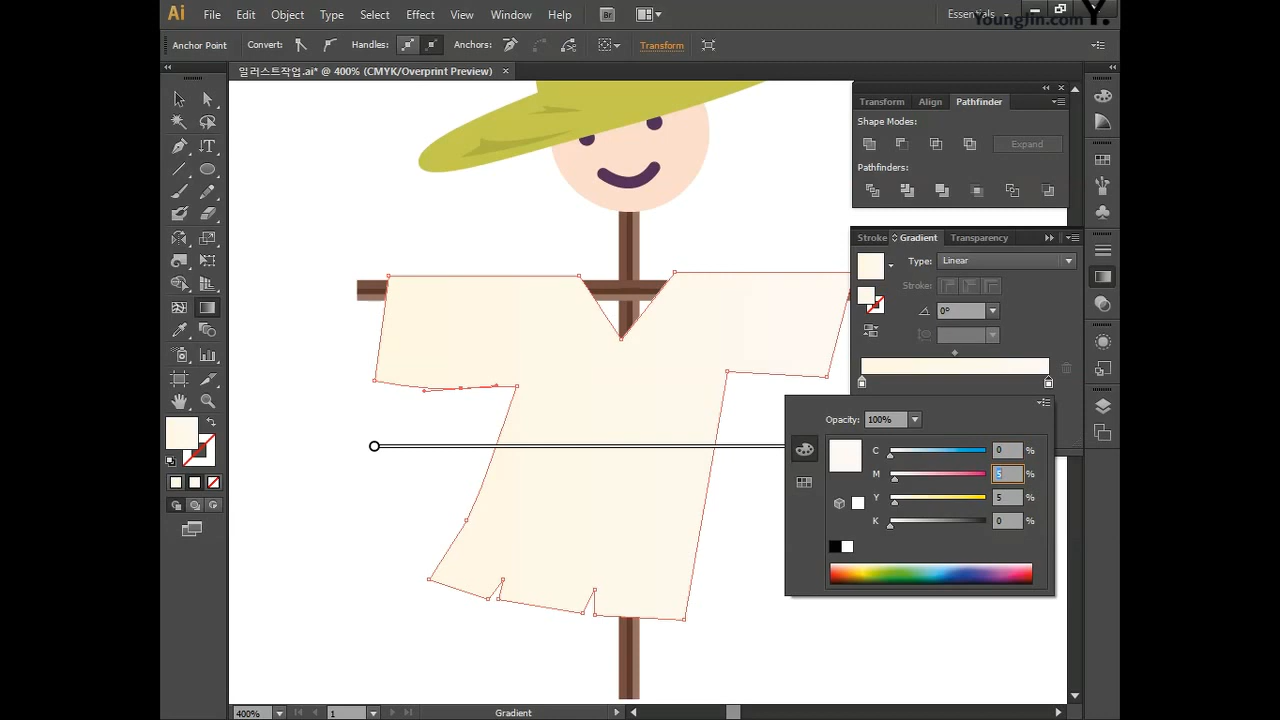 Ai File Edit Object Type Select Effect View Window Help Br Essentials
YoungJin.com Y.
Anchor Point Convert: Handles: Anchors: Transform
일러스트작업.ai* @ 400% (CMYK/Overprint Preview) ×
Transform Align Pathfinder
Shape Modes:
Expand
Pathfinders:
Stroke Gradient Transparency
Type: Linear
Stroke:
0°
Opacity: 100%
C 0 %
M 5 %
Y 5 %
K 0 %
400% 1 Gradient